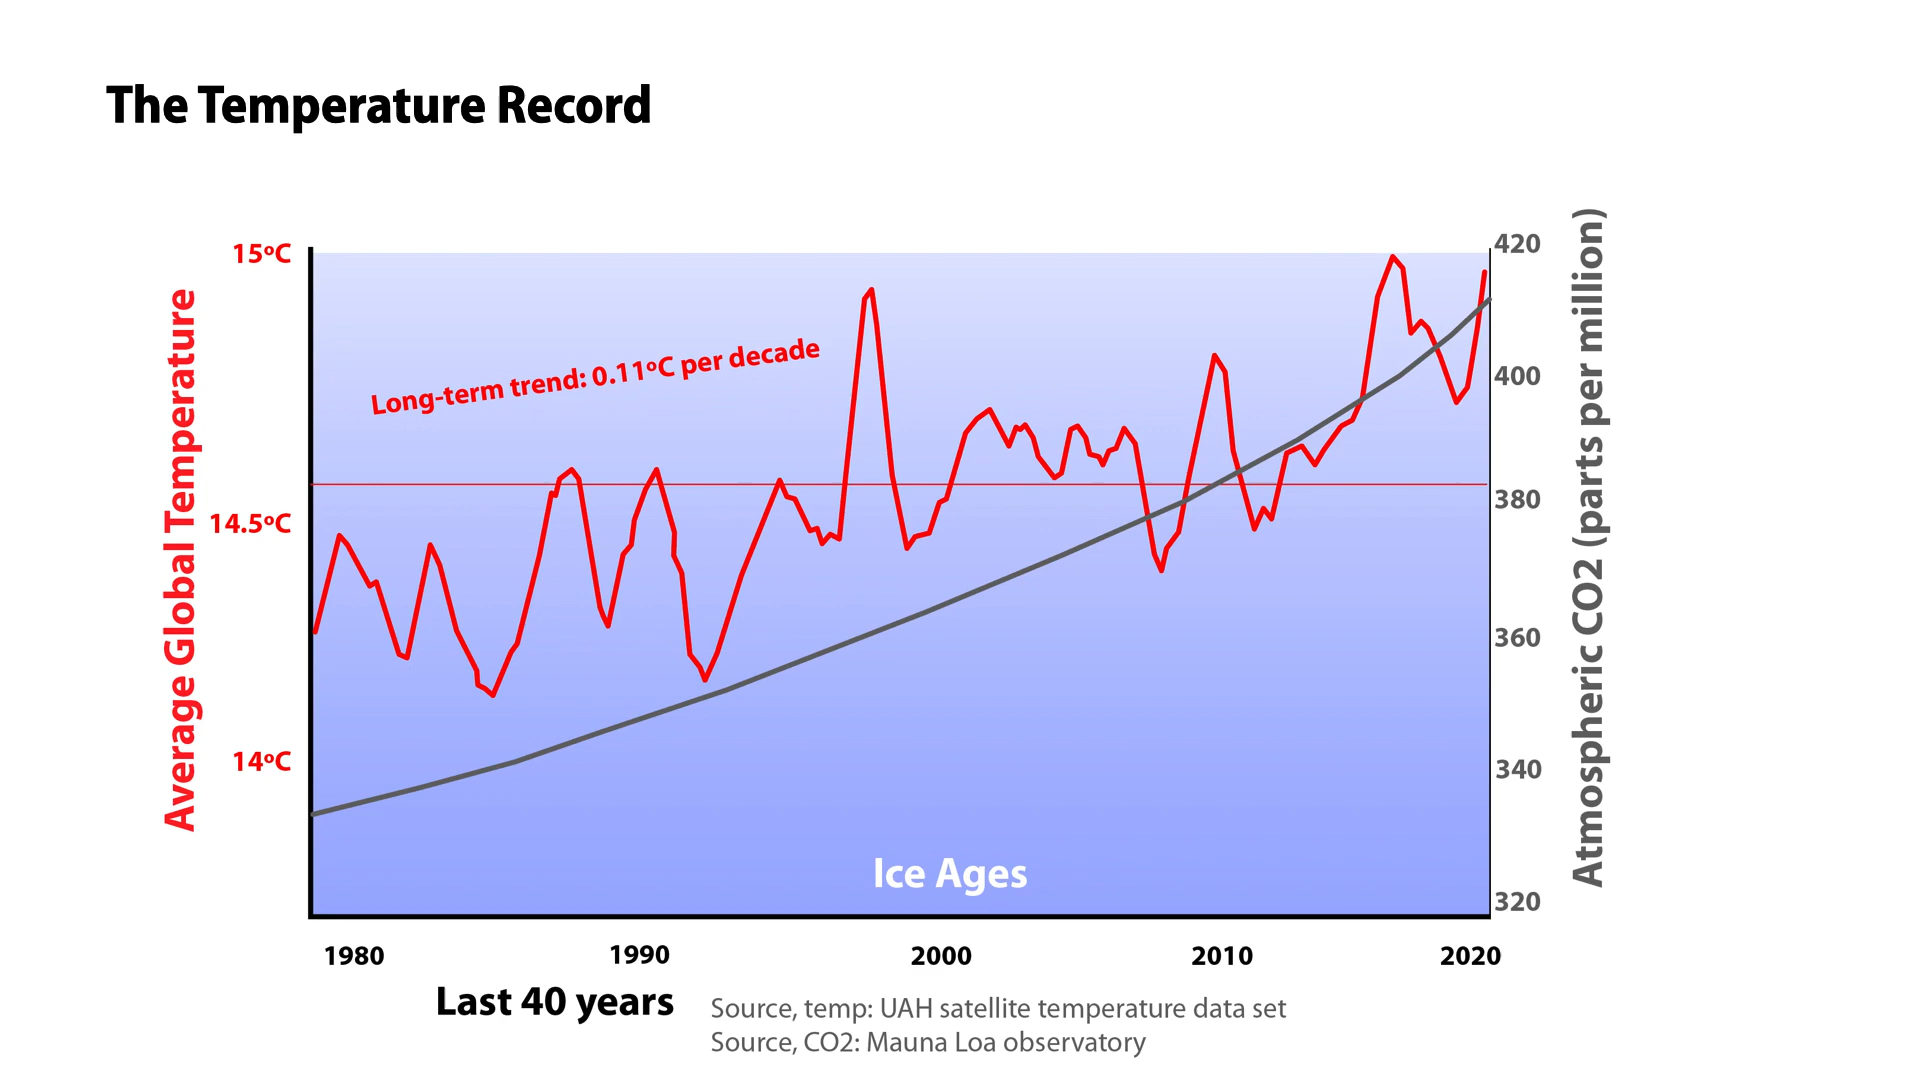 The Temperature Record
Average Global Temperature
15ºC
14.5ºC
14ºC
Long-term trend: 0.11ºC per decade
Ice Ages
420
400
380
360
340
320
Atmospheric CO2 (parts per million)
1980 1990 2000 2010 2020
Last 40 years
Source, temp: UAH satellite temperature data set
Source, CO2: Mauna Loa observatory